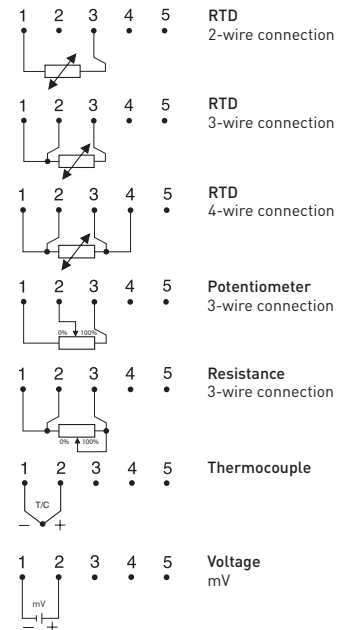 1 2 3 4 5 RTD
2-wire connection
1 2 3 4 5 RTD
3-wire connection
1 2 3 4 5 RTD
4-wire connection
1 2 3 4 5 Potentiometer
3-wire connection
0% 100%
1 2 3 4 5 Resistance
3-wire connection
0% 100%
1 2 3 4 5 Thermocouple
T/C
− +
1 2 3 4 5 Voltage
mV
mV
− +